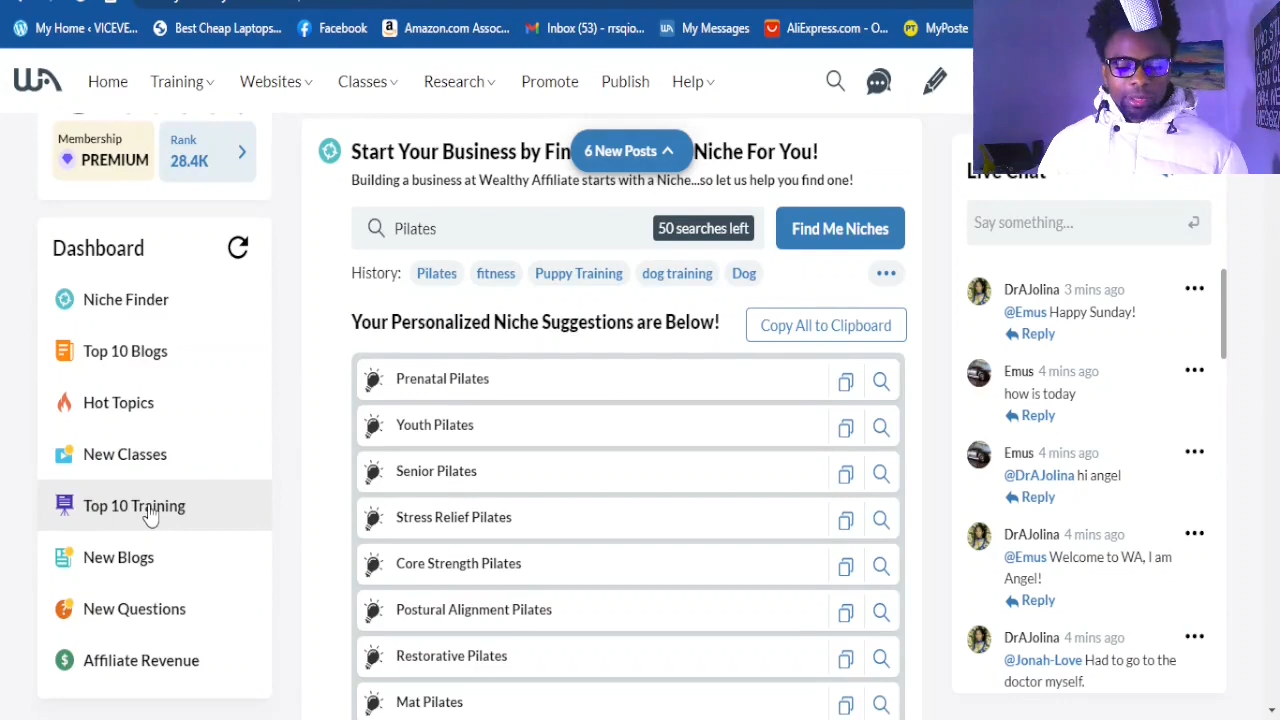 My Home ‹ VICEVE...
Best Cheap Laptops...
Facebook
Amazon.com Assoc...
Inbox (53) - rrsqio...
My Messages
AliExpress.com - O...
MyPoste
Home
Training
Websites
Classes
Research
Promote
Publish
Help
Membership
PREMIUM
Rank
28.4K
Dashboard
Niche Finder
Top 10 Blogs
Hot Topics
New Classes
Top 10 Training
New Blogs
New Questions
Affiliate Revenue
Start Your Business by Fin
6 New Posts
Niche For You!
Building a business at Wealthy Affiliate starts with a Niche...so let us help you find one!
Pilates
50 searches left
Find Me Niches
History: Pilates fitness Puppy Training dog training Dog
Your Personalized Niche Suggestions are Below!
Copy All to Clipboard
Prenatal Pilates
Youth Pilates
Senior Pilates
Stress Relief Pilates
Core Strength Pilates
Postural Alignment Pilates
Restorative Pilates
Mat Pilates
Live Chat
Say something...
DrAJolina 3 mins ago
@Emus Happy Sunday!
Reply
Emus 4 mins ago
how is today
Reply
Emus 4 mins ago
@DrAJolina hi angel
Reply
DrAJolina 4 mins ago
@Emus Welcome to WA, I am
Angel!
Reply
DrAJolina 4 mins ago
@Jonah-Love Had to go to the
doctor myself.